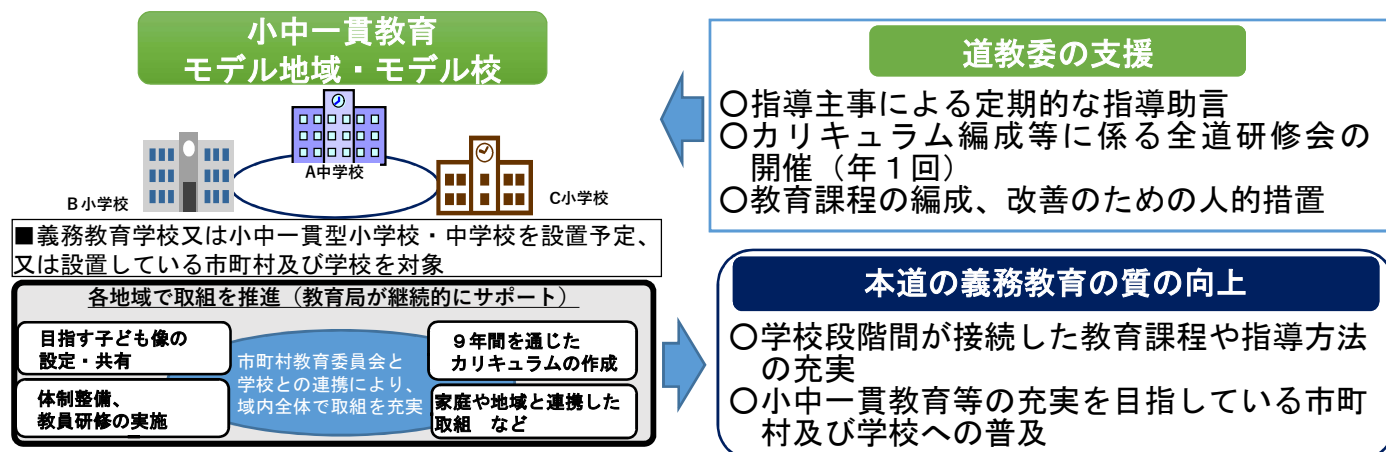 小中一貫教育
モデル地域・モデル校
A中学校
B小学校
C小学校
■義務教育学校又は小中一貫型小学校・中学校を設置予定、
又は設置している市町村及び学校を対象
各地域で取組を推進（教育局が継続的にサポート）
目指す子ども像の
設定・共有
体制整備、
教員研修の実施
市町村教育委員会と
学校との連携により、
域内全体で取組を充実
９年間を通じた
カリキュラムの作成
家庭や地域と連携した
取組　など
道教委の支援
〇指導主事による定期的な指導助言
〇カリキュラム編成等に係る全道研修会の
開催（年１回）
〇教育課程の編成、改善のための人的措置
本道の義務教育の質の向上
〇学校段階間が接続した教育課程や指導方法
の充実
〇小中一貫教育等の充実を目指している市町
村及び学校への普及